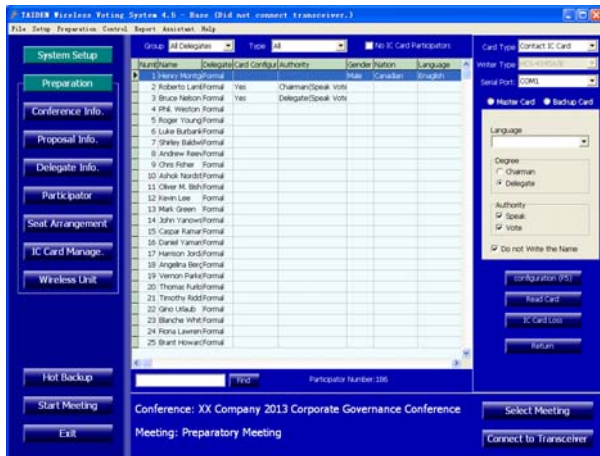 TAIDEN Wireless Voting System 4.5 - Base (Did not connect transceiver.)
File Setup Preparation Control Report Assistant Help
System Setup
Preparation
Conference Info.
Proposal Info.
Delegate Info.
Participator
Seat Arrangement
IC Card Manage.
Wireless Unit
Hot Backup
Start Meeting
Exit
Group All Delegates Type All No IC Card Participators
Numb Name Delegate Card Configur Authority Gender Nation Language
1 Henry Montg Formal Male Canadian Enaglish
2 Roberto Lamb Formal Yes Chairman(Speak Vote
3 Bruce Nelson Formal Yes Delegate(Speak Vote
4 Phil. Weston Formal
5 Roger Young Formal
6 Luke Burbank Formal
7 Shirley Baldwi Formal
8 Andrew Reev Formal
9 Chris Fisher Formal
10 Ashok Nordst Formal
11 Oliver M. Bish Formal
12 Kevin Lee Formal
13 Mark Green Formal
14 John Yanows Formal
15 Caspar Ramar Formal
16 Daniel Yaman Formal
17 Harrison Jord Formal
18 Angelina Berg Formal
19 Vernon Parke Formal
20 Thomas Furlo Formal
21 Timothy Ridd Formal
22 Gino Urlaub Formal
23 Blanche Whit Formal
24 Fiona Lawren Formal
25 Brant Howard Formal
Find Participator Number:186
Conference: XX Company 2013 Corporate Governance Conference
Meeting: Preparatory Meeting
Card Type Contact IC Card
Writer Type
Serial Port: COM1
Master Card Backup Card
Language
Degree
Chairman
Delegate
Authority
Speak
Vote
Do not Write the Name
configuration (F5)
Read Card
IC Card Loss
Return
Select Meeting
Connect to Transceiver